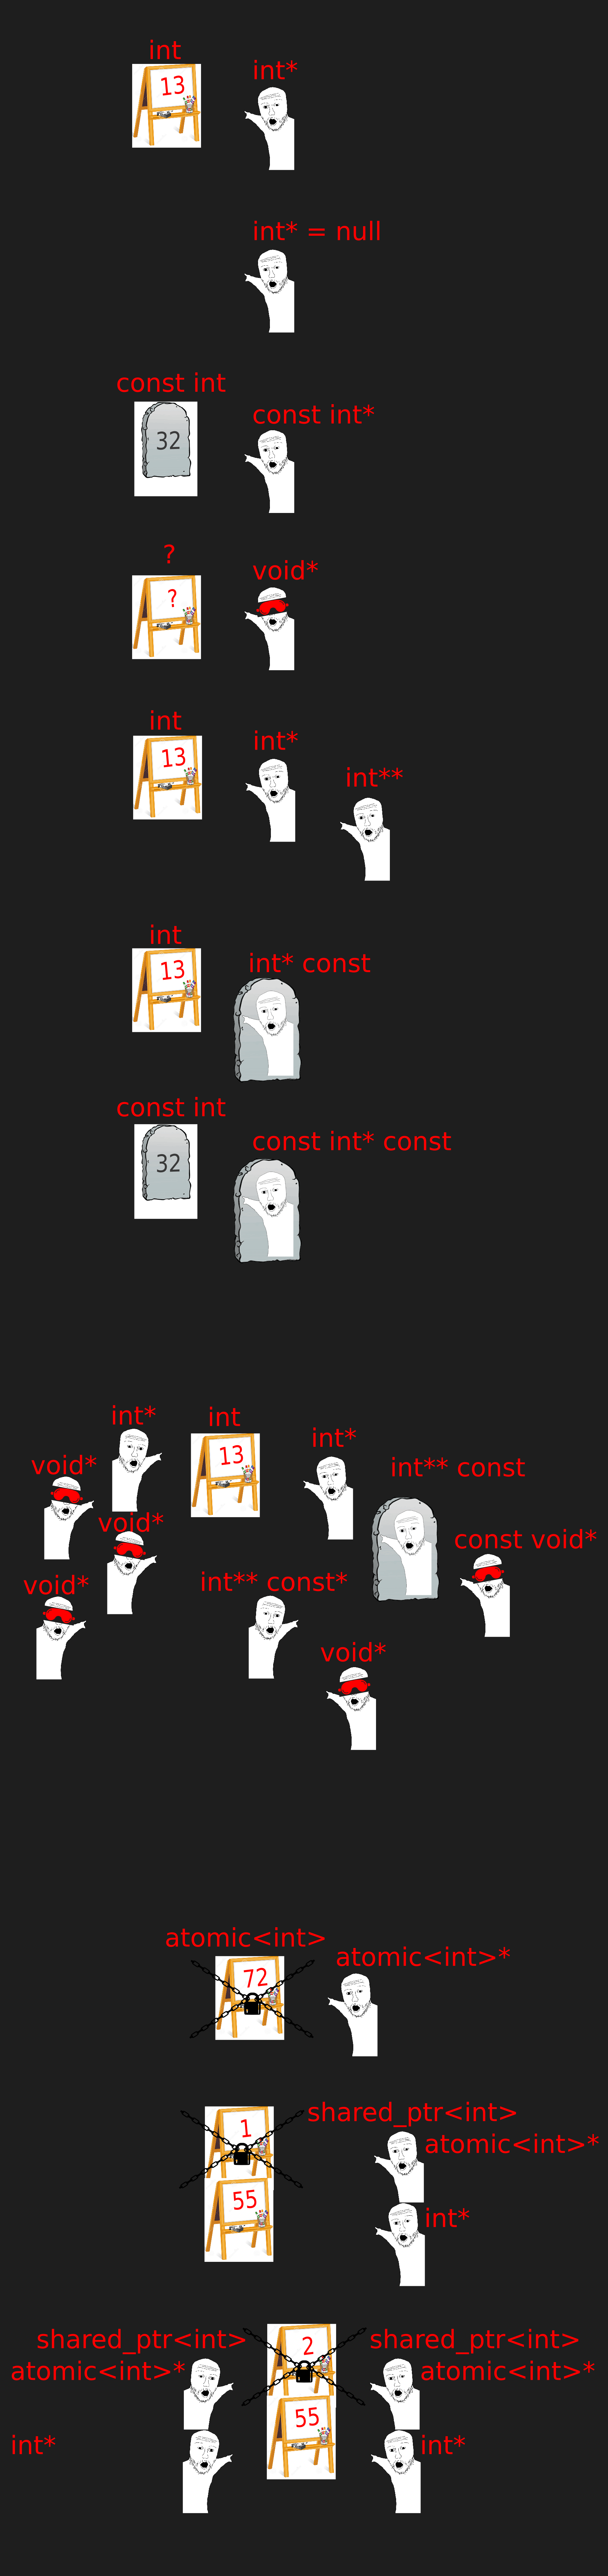 int
int*
13
int* = null
const int
const int*
32
?
void*
?
int
int*
13
int**
int
int* const
13
const int
const int* const
32
int*
int
int*
void*
13
int** const
void*
const void*
void*
int** const*
void*
atomic<int>
atomic<int>*
72
shared_ptr<int>
1
atomic<int>*
55
int*
shared_ptr<int>
2
shared_ptr<int>
atomic<int>*
atomic<int>*
55
int*
int*